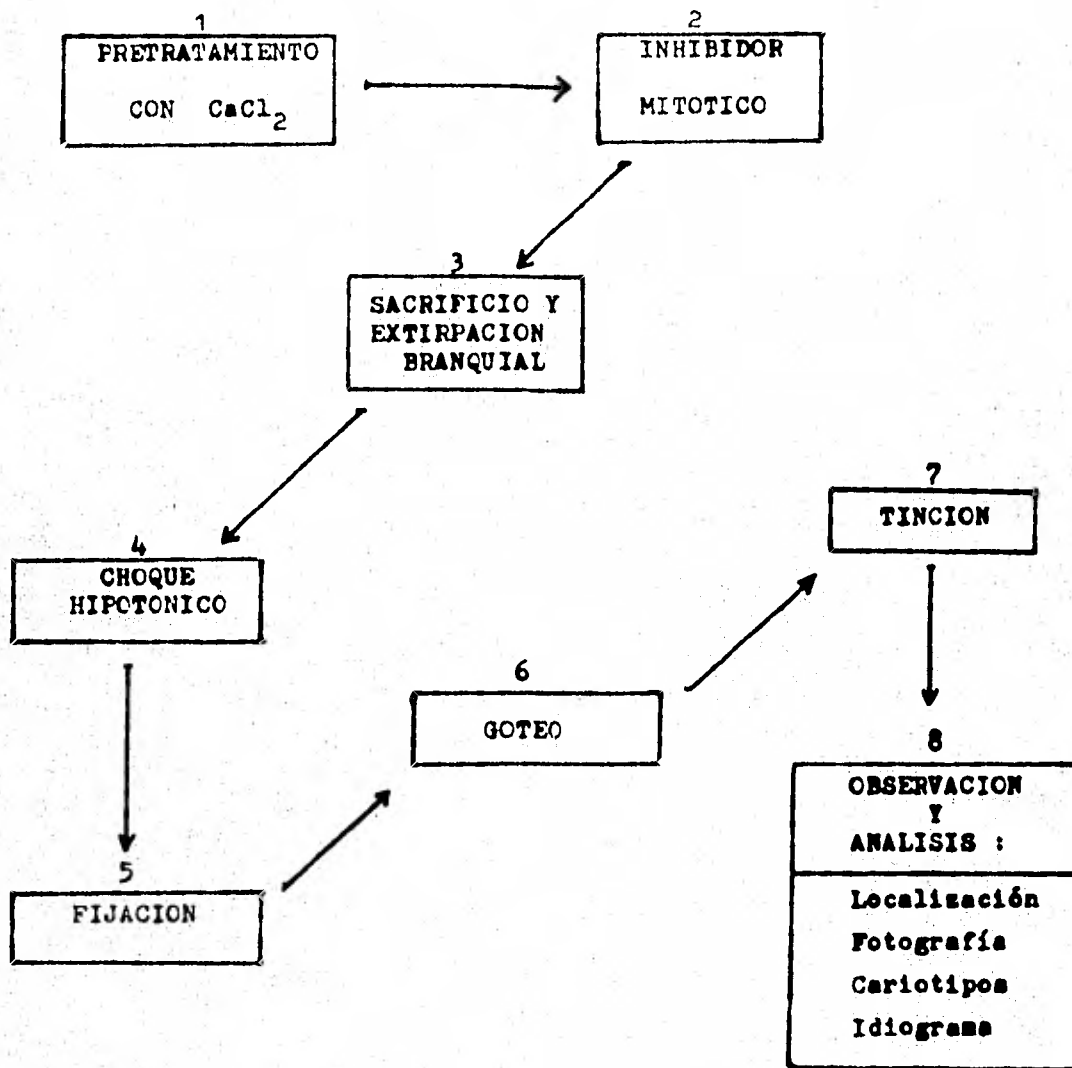 1
PRETRATAMIENTO
CON CaCl2
2
INHIBIDOR
MITOTICO
3
SACRIFICIO Y
EXTIRPACION
BRANQUIAL
4
CHOQUE
HIPOTONICO
5
FIJACION
6
GOTEO
7
TINCION
8
OBSERVACION
Y
ANALISIS :
Localización
Fotografía
Cariotipos
Idiograma